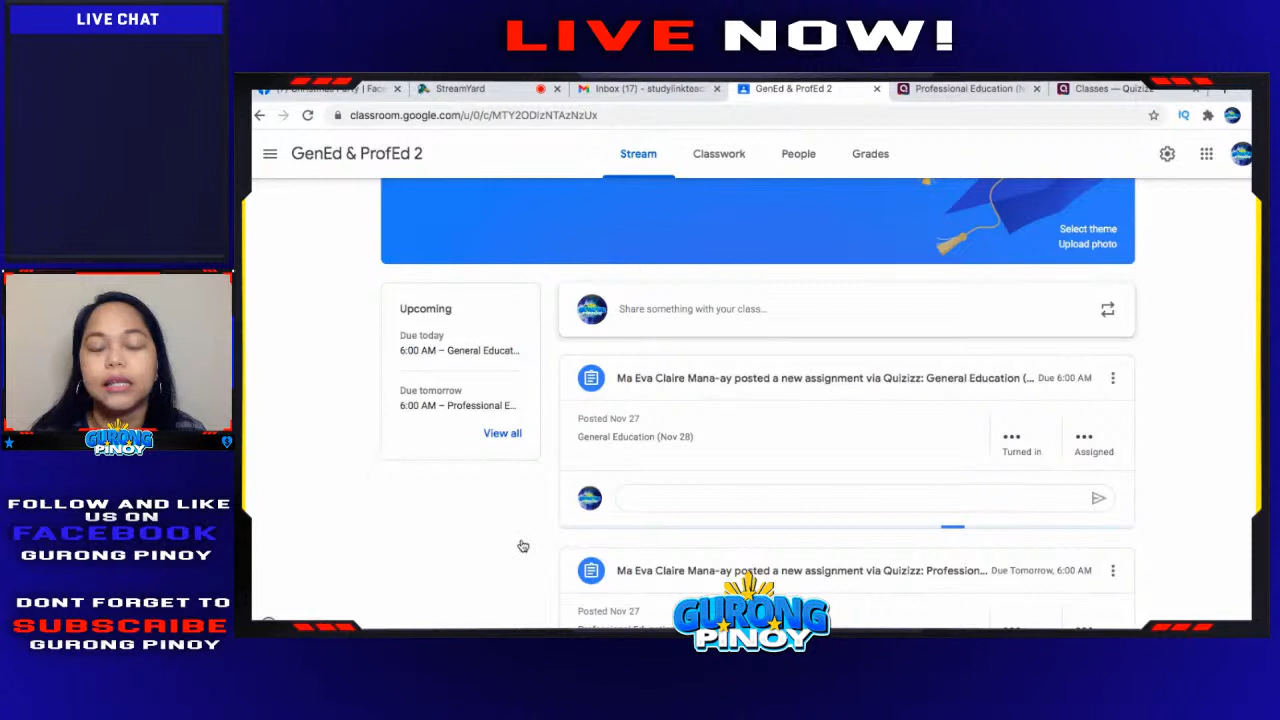 LIVE CHAT
LIVE NOW!
Christmas Party | Face
StreamYard
Inbox (17) - studylinkteac
GenEd & ProfEd 2
Professional Education (N
Classes — Quizizz
classroom.google.com/u/0/c/MTY2ODIzNTAzNzUx
IQ
GenEd & ProfEd 2
Stream
Classwork
People
Grades
Select theme
Upload photo
Upcoming
Due today
6:00 AM – General Educat...
Due tomorrow
6:00 AM – Professional E...
View all
Share something with your class...
Ma Eva Claire Mana-ay posted a new assignment via Quizizz: General Education (... Due 6:00 AM
Posted Nov 27
General Education (Nov 28)
Turned in
Assigned
Ma Eva Claire Mana-ay posted a new assignment via Quizizz: Profession... Due Tomorrow, 6:00 AM
Posted Nov 27
GURONG
PINOY
FOLLOW AND LIKE
US ON
FACEBOOK
GURONG PINOY
DONT FORGET TO
SUBSCRIBE
GURONG PINOY
GURONG
PINOY